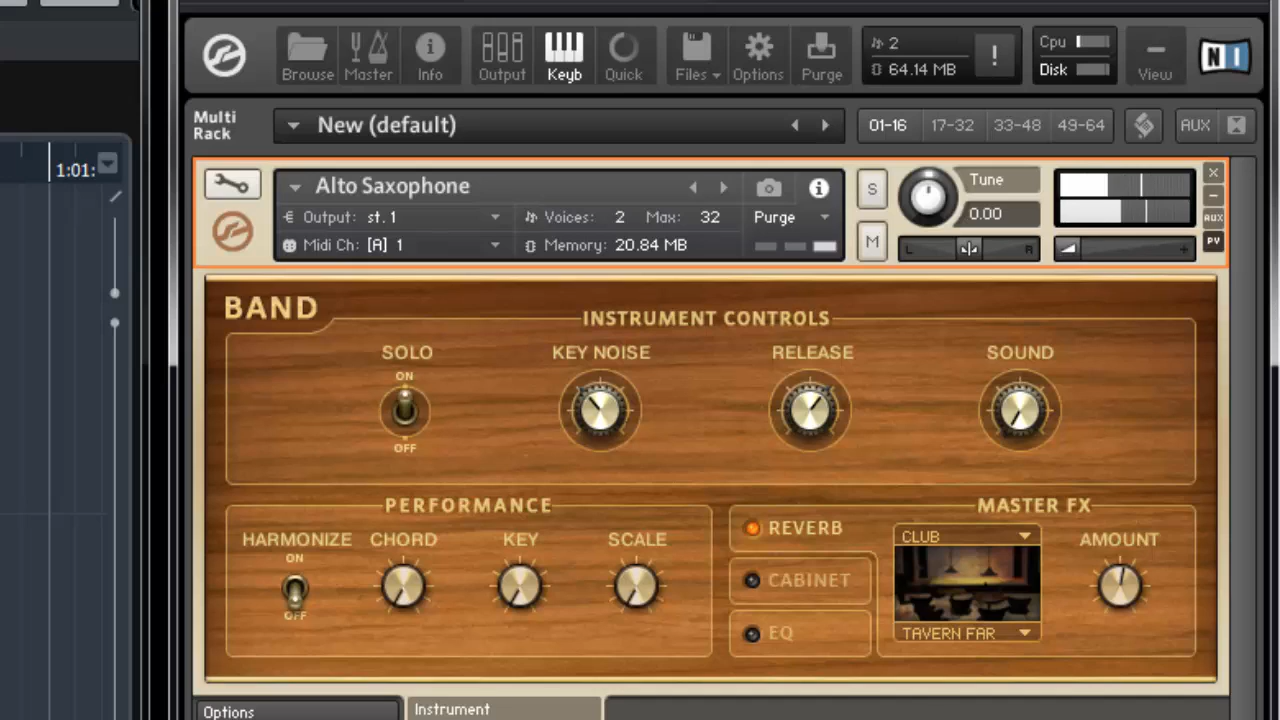 Browse Master Info Output Keyb Quick Files Options Purge 2 64.14 MB ! Cpu Disk View NI
Multi Rack New (default) 01-16 17-32 33-48 49-64 AUX
1:01:
Alto Saxophone S Tune
Output: st. 1 Voices: 2 Max: 32 Purge 0.00 AUX
Midi Ch: [A] 1 Memory: 20.84 MB M L R - + PV
BAND
INSTRUMENT CONTROLS
SOLO KEY NOISE RELEASE SOUND
ON
OFF
PERFORMANCE MASTER FX
HARMONIZE CHORD KEY SCALE REVERB CLUB AMOUNT
ON
CABINET
OFF
EQ TAVERN FAR
Options Instrument